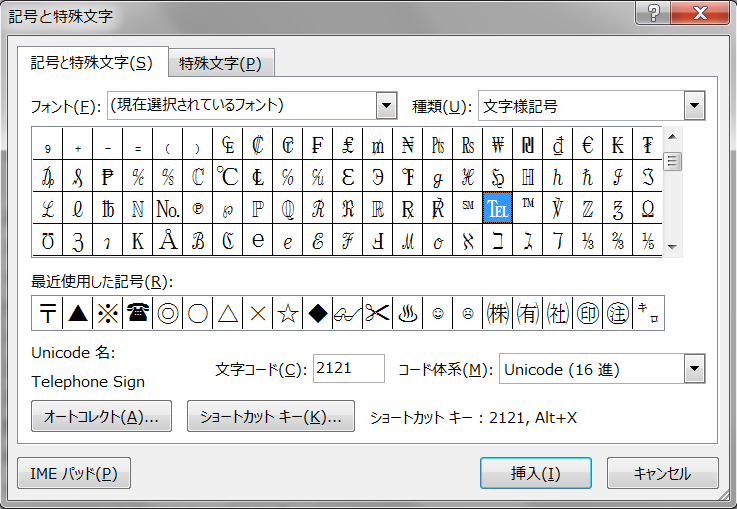 記号と特殊文字
記号と特殊文字(S) 特殊文字(P)
フォント(F): (現在選択されているフォント) 種類(U): 文字様記号
₉ ₊ ₋ ₌ ₍ ₎ ₠ ₡ ₢ ₣ ₤ ₥ ₦ ₧ ₨ ₩ ₪ ₫ € ₭ ₮
₯ ₰ ₱ ℀ ℁ ℂ ℃ ℄ ℅ ℆ ℇ ℈ ℉ ℊ ℋ ℌ ℍ ℎ ℏ ℐ ℑ
ℒ ℓ ℔ ℕ № ℗ ℘ ℙ ℚ ℛ ℜ ℝ ℞ ℟ ℠ ℡ ™ ℣ ℤ ℥ Ω
℧ ℨ ℩ K Å ℬ ℭ ℮ ℯ ℰ ℱ Ⅎ ℳ ℴ ℵ ℶ ℷ ℸ ⅓ ⅔ ⅕
最近使用した記号(R):
〒 ▲ ※ ☎ ◎ ○ △ × ☆ ◆ 👓 ✂ ♨ ☺ ☹ ㈱ ㈲ ㈳ ㊞ ㊟ ㌔
Unicode 名:
Telephone Sign
文字コード(C): 2121 コード体系(M): Unicode (16 進)
オートコレクト(A)... ショートカット キー(K)... ショートカット キー : 2121, Alt+X
IME パッド(P) 挿入(I) キャンセル